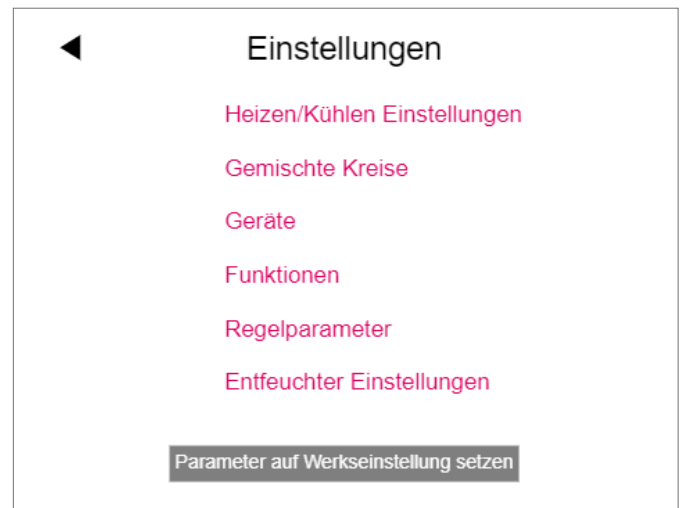 Einstellungen
Heizen/Kühlen Einstellungen
Gemischte Kreise
Geräte
Funktionen
Regelparameter
Entfeuchter Einstellungen
Parameter auf Werkseinstellung setzen